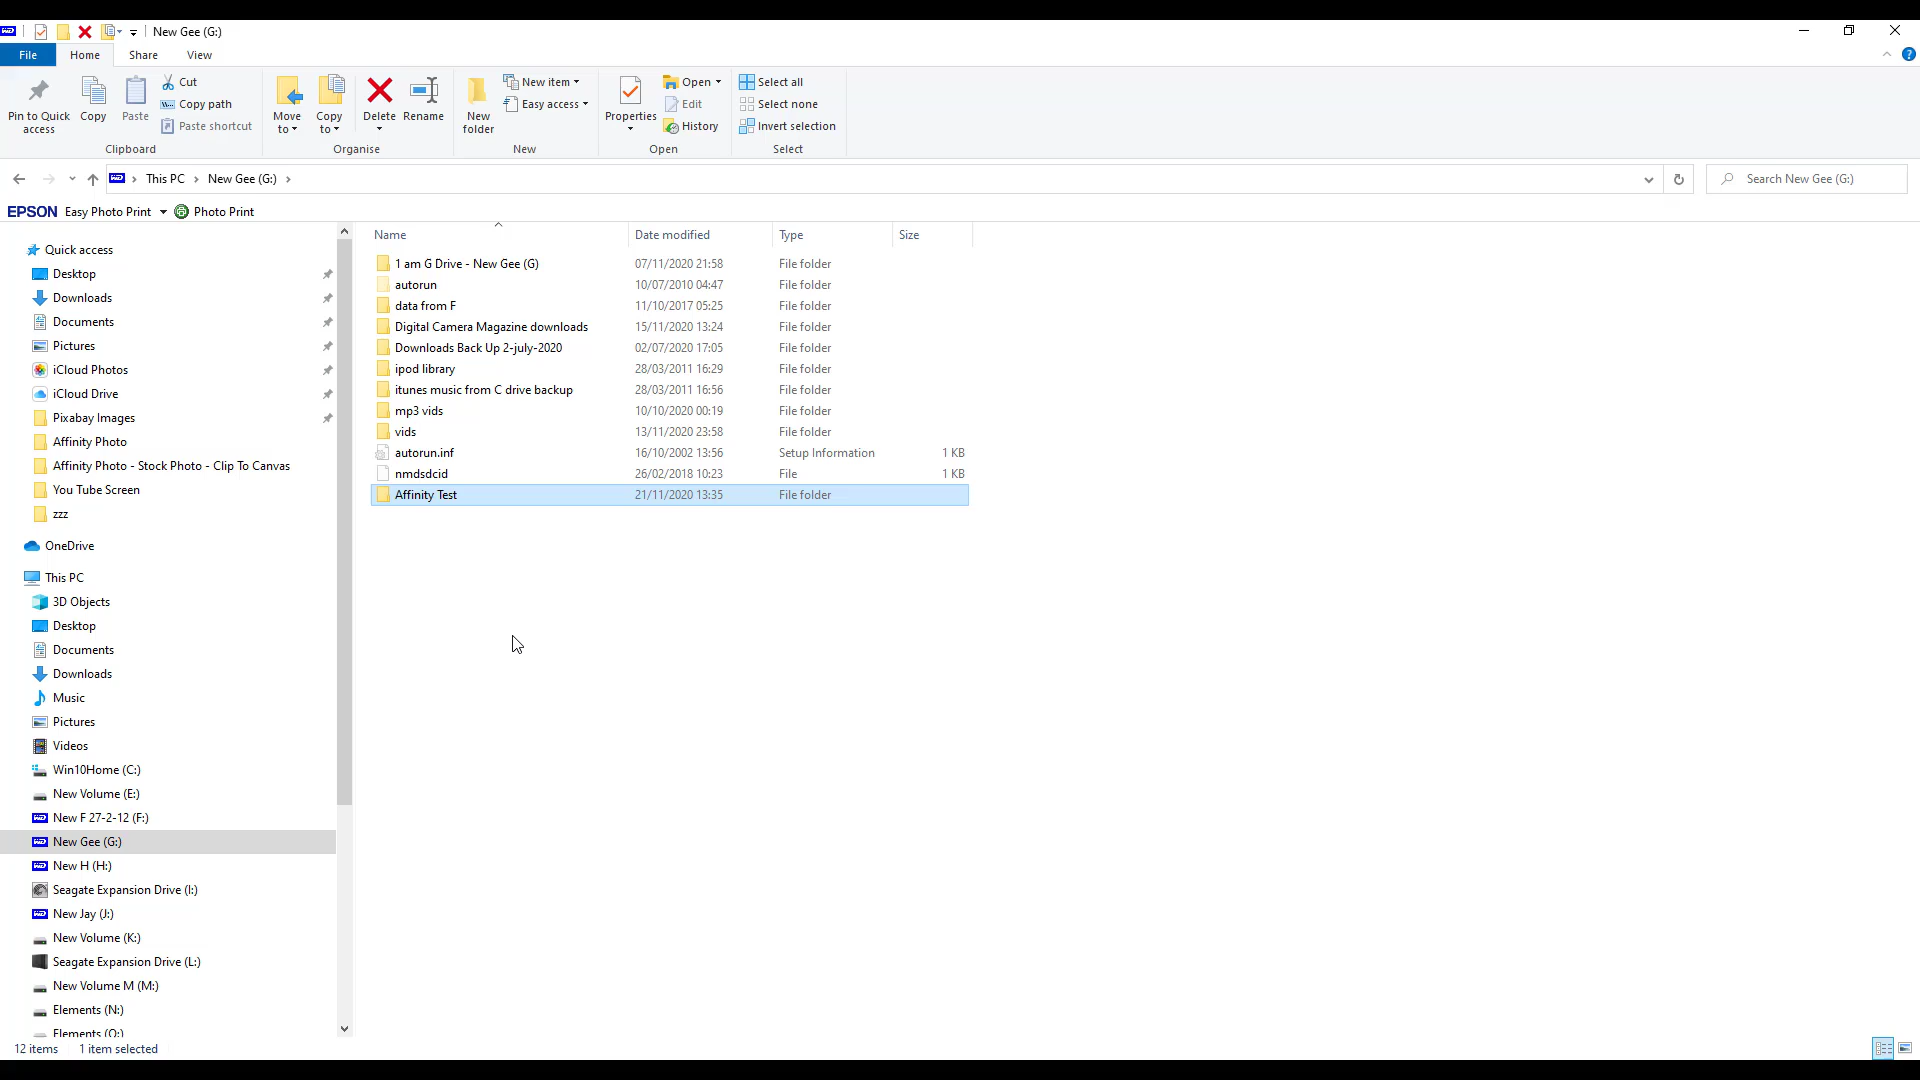 New Gee (G:)
File Home Share View
Pin to Quick access
Copy
Paste
Cut
Copy path
Paste shortcut
Clipboard
Move to
Copy to
Delete
Rename
Organise
New folder
New item
Easy access
New
Properties
Open
Edit
History
Open
Select all
Select none
Invert selection
Select
This PC New Gee (G:)
Search New Gee (G:)
EPSON Easy Photo Print Photo Print
Quick access
Desktop
Downloads
Documents
Pictures
iCloud Photos
iCloud Drive
Pixabay Images
Affinity Photo
Affinity Photo - Stock Photo - Clip To Canvas
You Tube Screen
zzz
OneDrive
This PC
3D Objects
Desktop
Documents
Downloads
Music
Pictures
Videos
Win10Home (C:)
New Volume (E:)
New F 27-2-12 (F:)
New Gee (G:)
New H (H:)
Seagate Expansion Drive (I:)
New Jay (J:)
New Volume (K:)
Seagate Expansion Drive (L:)
New Volume M (M:)
Elements (N:)
Elements (O:)
Name Date modified Type Size
1 am G Drive - New Gee (G) 07/11/2020 21:58 File folder
autorun 10/07/2010 04:47 File folder
data from F 11/10/2017 05:25 File folder
Digital Camera Magazine downloads 15/11/2020 13:24 File folder
Downloads Back Up 2-july-2020 02/07/2020 17:05 File folder
ipod library 28/03/2011 16:29 File folder
itunes music from C drive backup 28/03/2011 16:56 File folder
mp3 vids 10/10/2020 00:19 File folder
vids 13/11/2020 23:58 File folder
autorun.inf 16/10/2002 13:56 Setup Information 1 KB
nmdsdcid 26/02/2018 10:23 File 1 KB
Affinity Test 21/11/2020 13:35 File folder
12 items 1 item selected